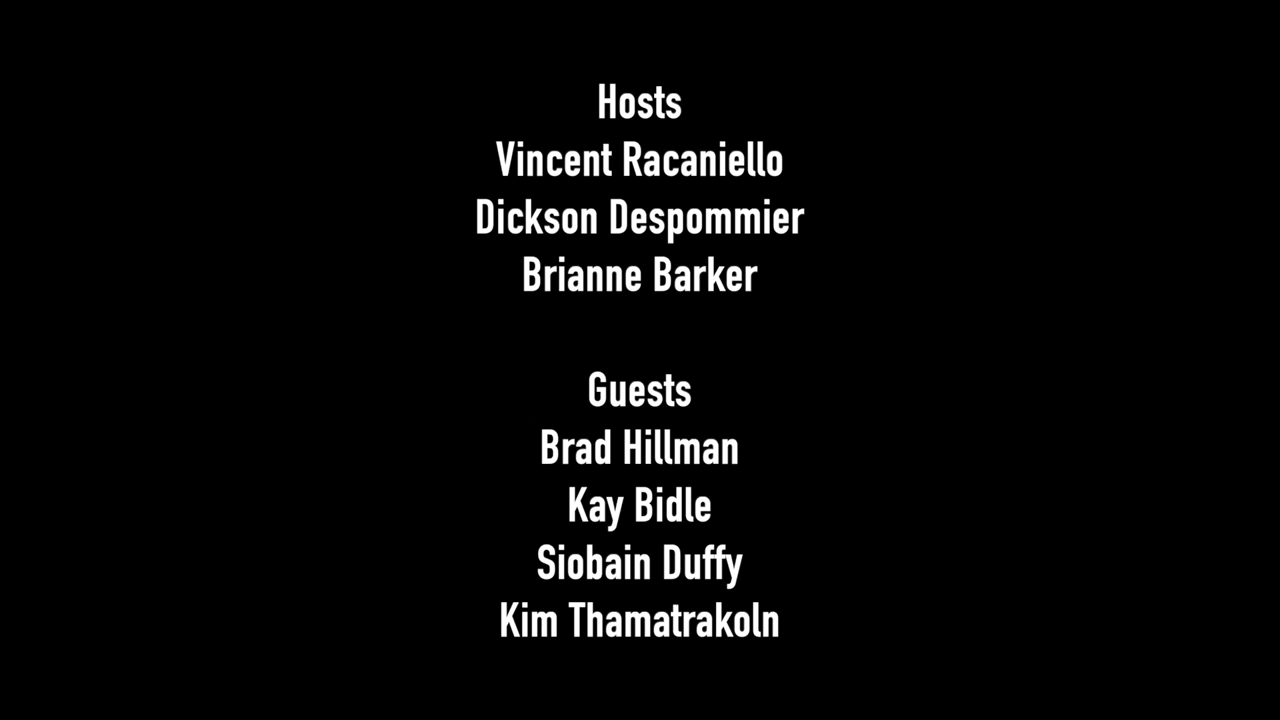 Hosts
Vincent Racaniello
Dickson Despommier
Brianne Barker
Guests
Brad Hillman
Kay Bidle
Siobain Duffy
Kim Thamatrakoln